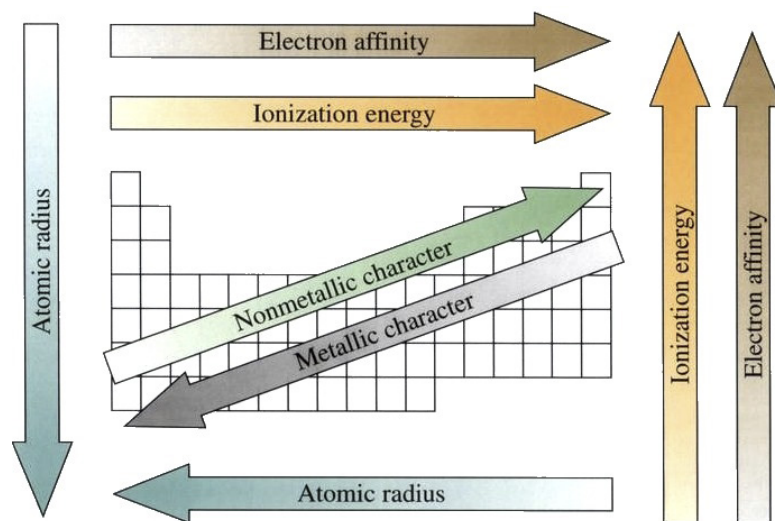 Electron affinity
Ionization energy
Atomic radius
Nonmetallic character
Metallic character
Ionization energy
Electron affinity
Atomic radius